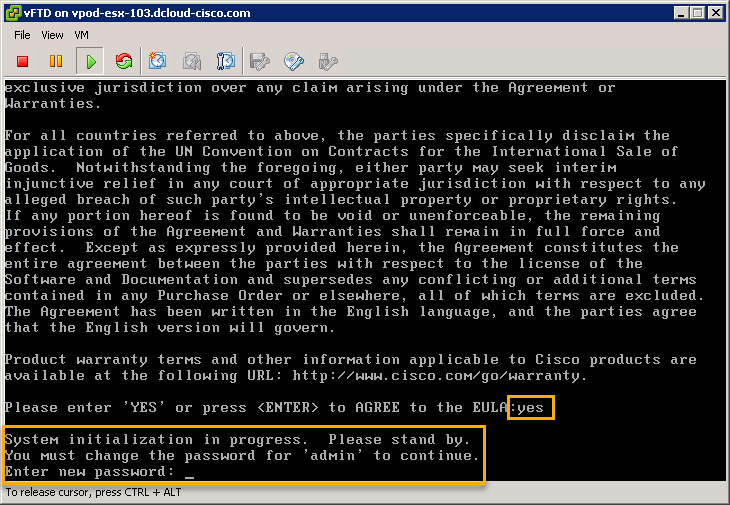 vFTD on vpod-esx-103.dcloud-cisco.com
File View VM
exclusive jurisdiction over any claim arising under the Agreement or
Warranties.
For all countries referred to above, the parties specifically disclaim the
application of the UN Convention on Contracts for the International Sale of
Goods.  Notwithstanding the foregoing, either party may seek interim
injunctive relief in any court of appropriate jurisdiction with respect to any
alleged breach of such party's intellectual property or proprietary rights.
If any portion hereof is found to be void or unenforceable, the remaining
provisions of the Agreement and Warranties shall remain in full force and
effect.  Except as expressly provided herein, the Agreement constitutes the
entire agreement between the parties with respect to the license of the
Software and Documentation and supersedes any conflicting or additional terms
contained in any Purchase Order or elsewhere, all of which terms are excluded.
The Agreement has been written in the English language, and the parties agree
that the English version will govern.
Product warranty terms and other information applicable to Cisco products are
available at the following URL: http://www.cisco.com/go/warranty.
Please enter 'YES' or press <ENTER> to AGREE to the EULA:yes
System initialization in progress.  Please stand by.
You must change the password for 'admin' to continue.
Enter new password: _
To release cursor, press CTRL + ALT